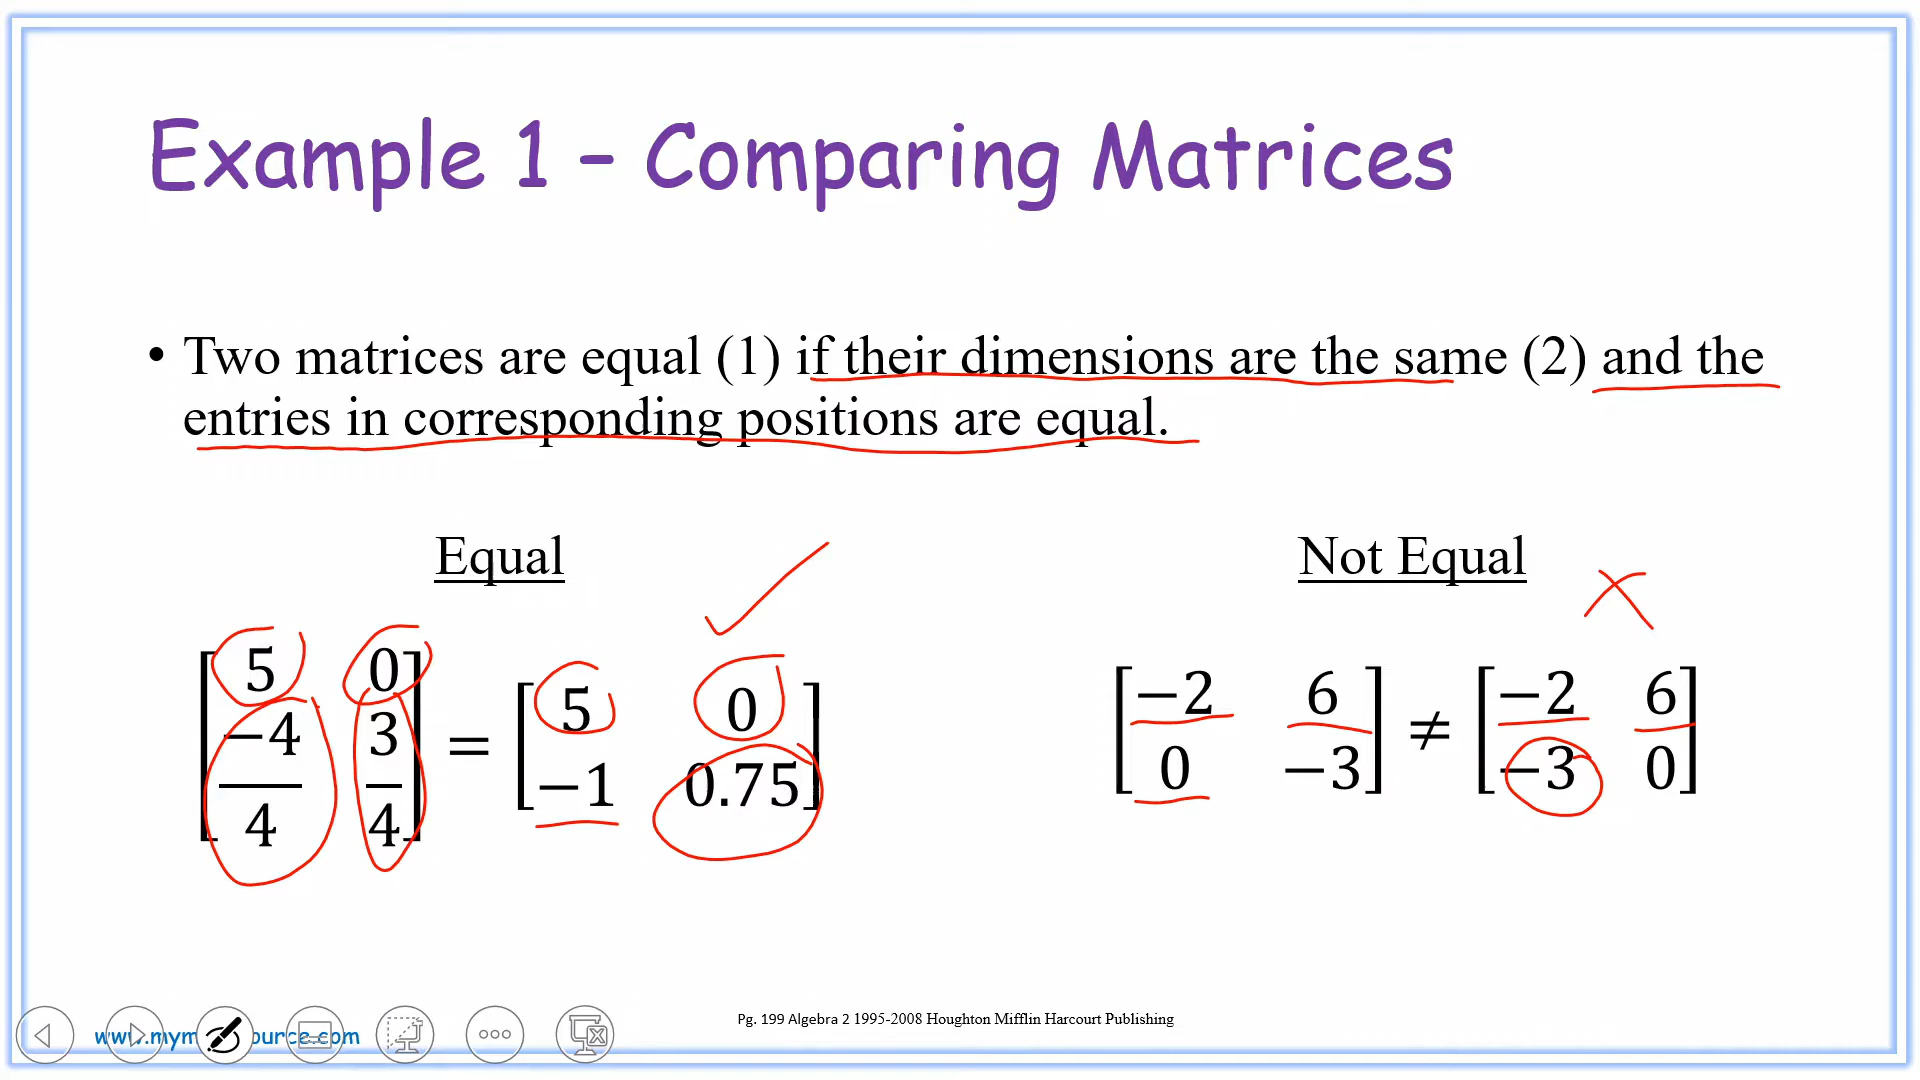 Example 1 – Comparing Matrices
• Two matrices are equal (1) if their dimensions are the same (2) and the
entries in corresponding positions are equal.
Equal
Not Equal
[5 0; −4/4 3/4] = [5 0; −1 0.75]
[−2 6; 0 −3] ≠ [−2 6; −3 0]
Pg. 199 Algebra 2 1995-2008 Houghton Mifflin Harcourt Publishing